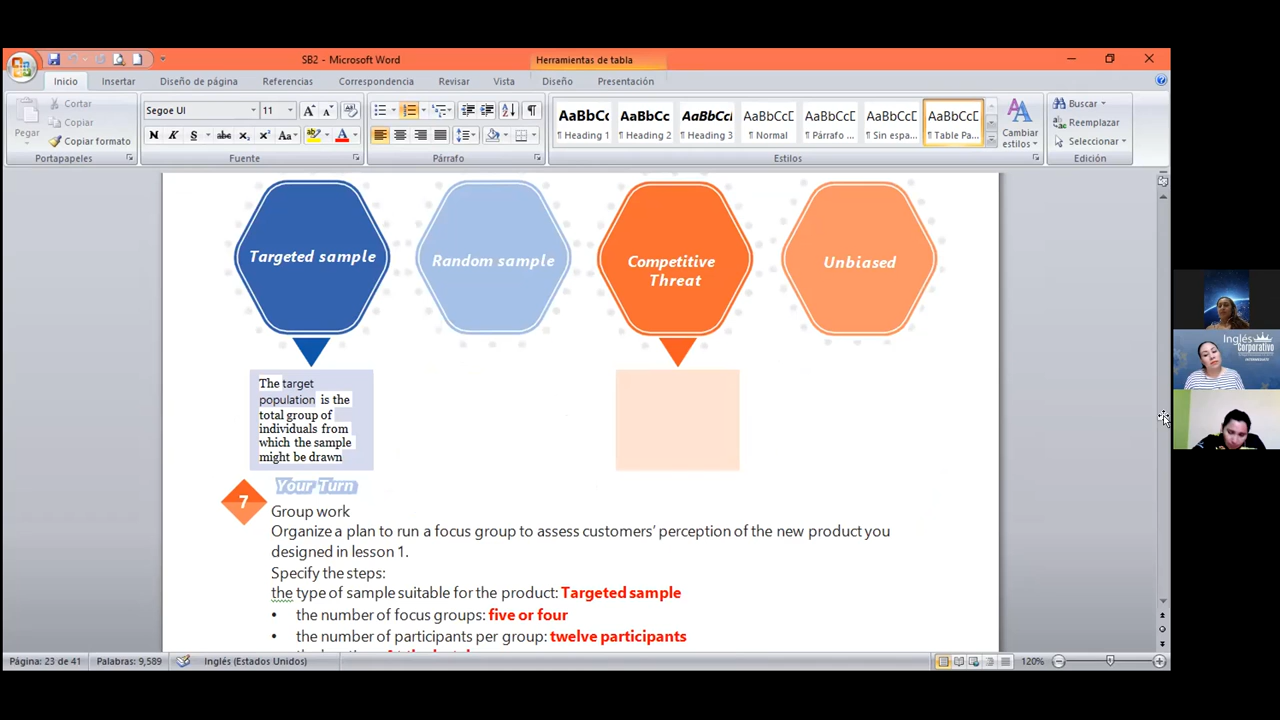 SB2 - Microsoft Word
Herramientas de tabla
Inicio
Insertar
Diseño de página
Referencias
Correspondencia
Revisar
Vista
Diseño
Presentación
Pegar
Cortar
Copiar
Copiar formato
Portapapeles
Segoe UI
11
Fuente
Párrafo
AaBbCc
¶ Heading 1
AaBbCc
¶ Heading 2
AaBbCcl
¶ Heading 3
AaBbCcD
¶ Normal
AaBbCcD
¶ Párrafo ...
AaBbCcD
¶ Sin espa...
AaBbCcD
¶ Table Pa...
Cambiar estilos
Estilos
Buscar
Reemplazar
Seleccionar
Edición
Targeted sample
Random sample
Competitive
Threat
Unbiased
The target
population is the
total group of
individuals from
which the sample
might be drawn
7
Your Turn
Group work
Organize a plan to run a focus group to assess customers' perception of the new product you
designed in lesson 1.
Specify the steps:
the type of sample suitable for the product: Targeted sample
• the number of focus groups: five or four
• the number of participants per group: twelve participants
Página: 23 de 41
Palabras: 9,589
Inglés (Estados Unidos)
120%
Inglés
Corporativo
INTERMEDIATE